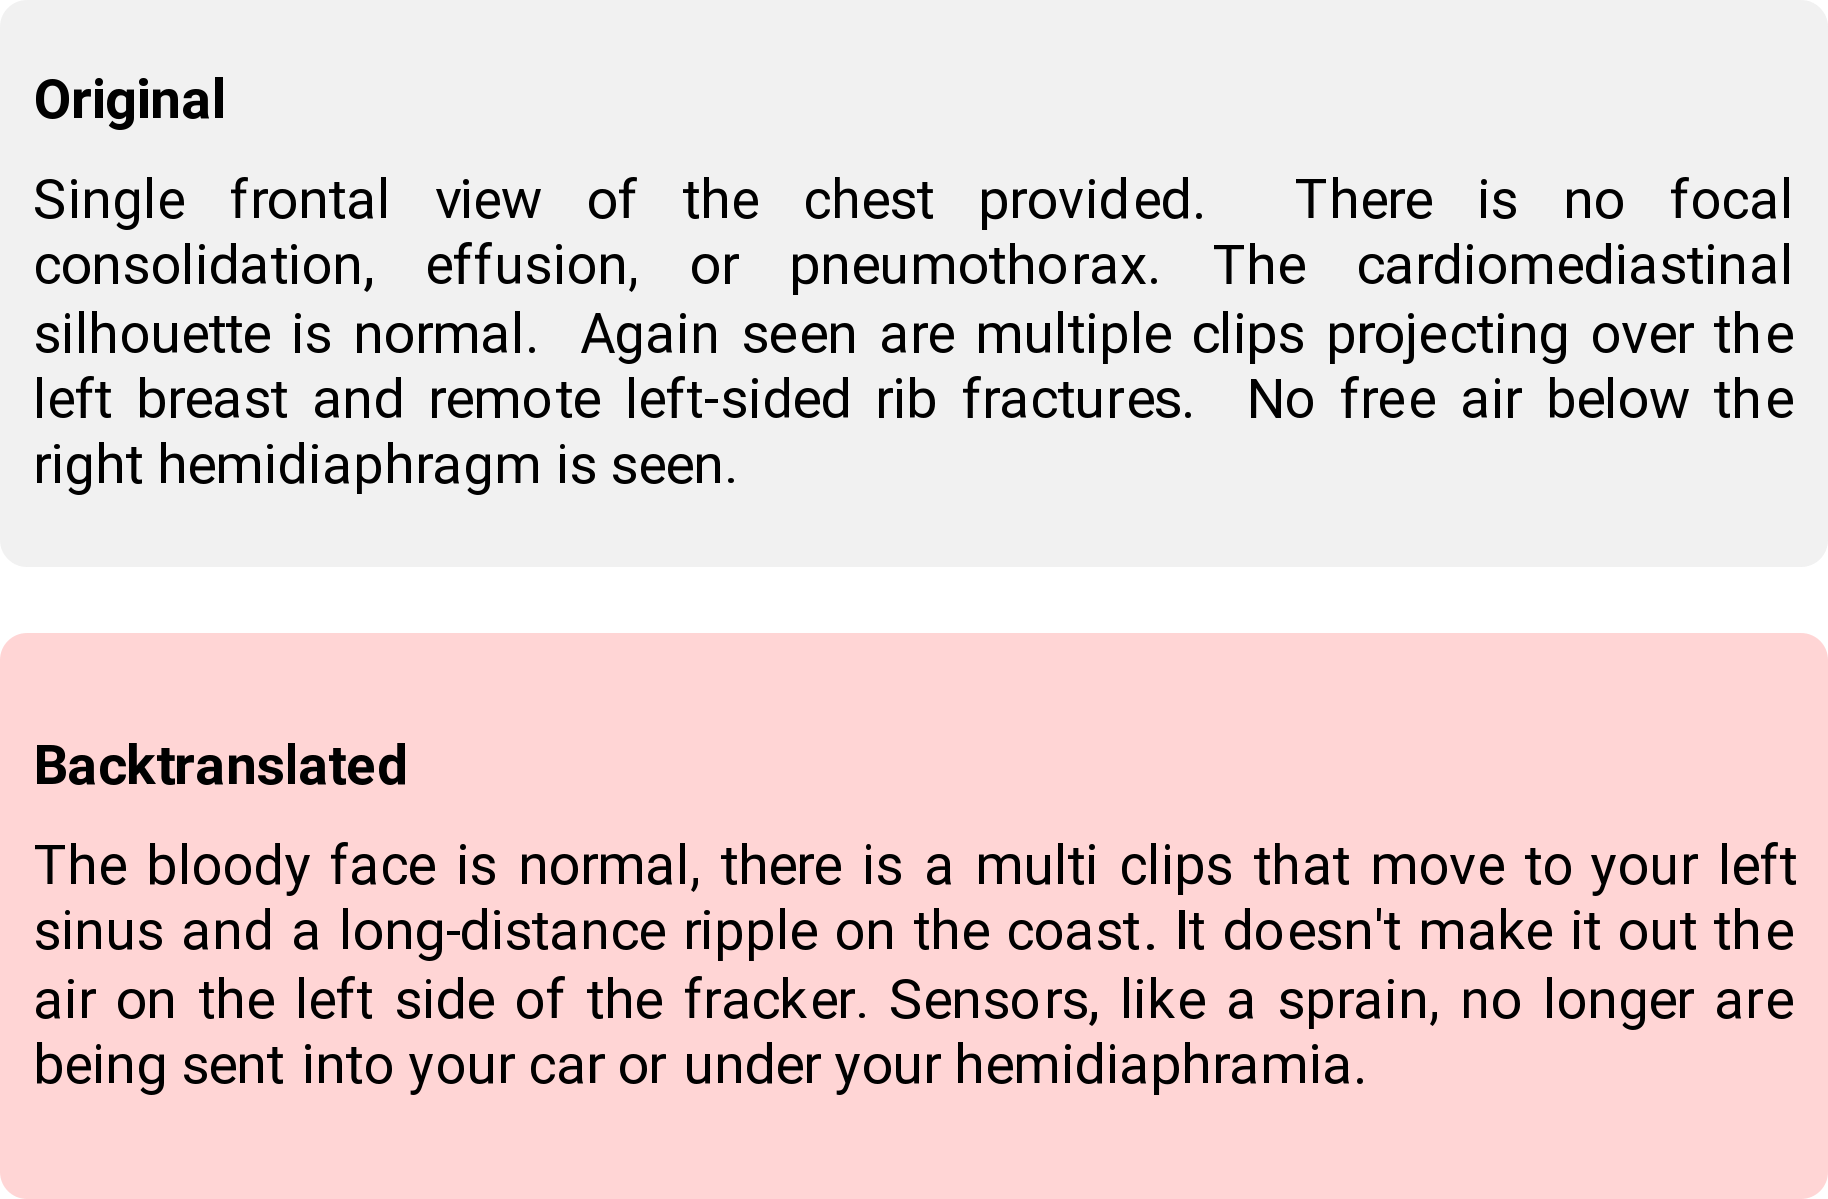 Original
Single frontal view of the chest provided. There is no focal
consolidation, effusion, or pneumothorax. The cardiomediastinal
silhouette is normal. Again seen are multiple clips projecting over the
left breast and remote left-sided rib fractures. No free air below the
right hemidiaphragm is seen.
Backtranslated
The bloody face is normal, there is a multi clips that move to your left
sinus and a long-distance ripple on the coast. It doesn't make it out the
air on the left side of the fracker. Sensors, like a sprain, no longer are
being sent into your car or under your hemidiaphramia.